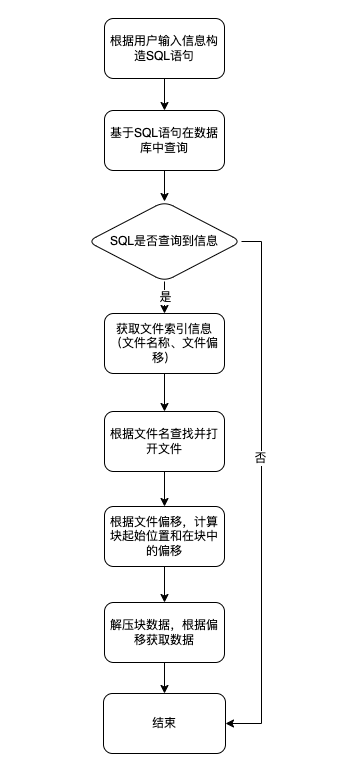 根据用户输入信息构
造SQL语句
基于SQL语句在数据
库中查询
SQL是否查询到信息
是
获取文件索引信息
（文件名称、文件偏
移）
根据文件名查找并打
开文件
否
根据文件偏移，计算
块起始位置和在块中
的偏移
解压块数据，根据偏
移获取数据
结束